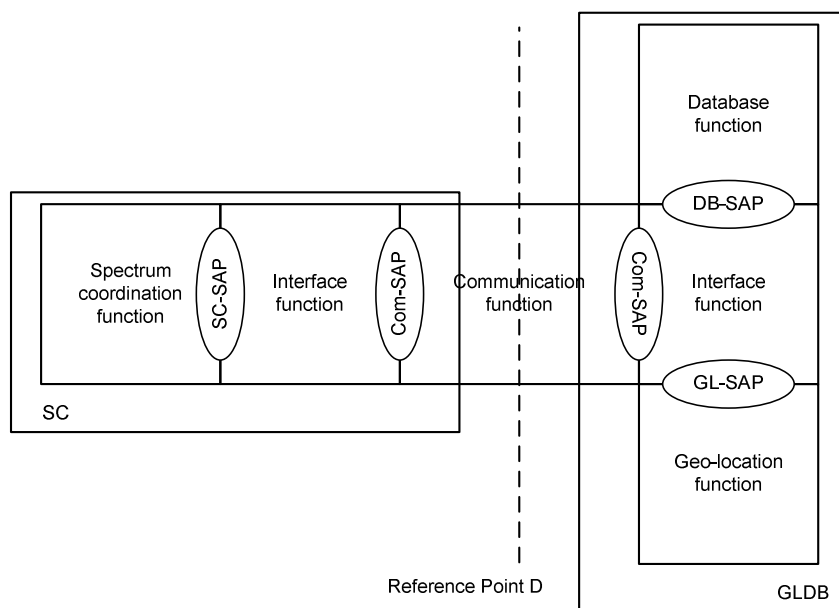 Database
function
DB-SAP
Spectrum
coordination
function
SC-SAP
Interface
function
Com-SAP
Communication
function
Com-SAP
Interface
function
GL-SAP
SC
Geo-location
function
Reference Point D
GLDB